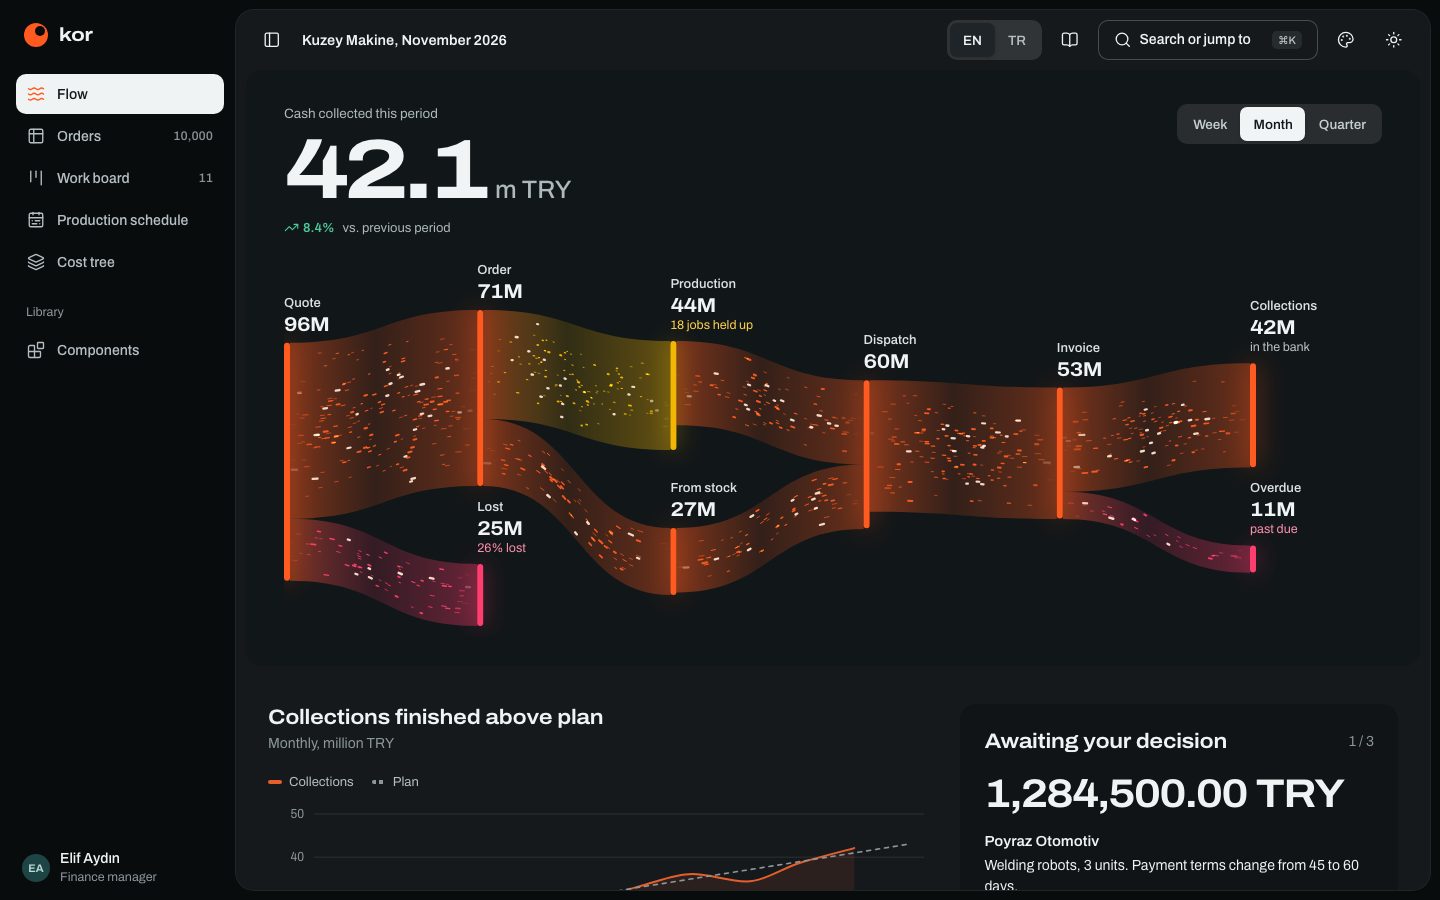 kor
Kuzey Makine, November 2026
EN
TR
Search or jump to
⌘K
Flow
Orders
10,000
Work board
11
Production schedule
Cost tree
Library
Components
EA
Elif Aydın
Finance manager
Cash collected this period
42.1 m TRY
8.4% vs. previous period
Week
Month
Quarter
Quote
96M
Order
71M
Lost
25M
26% lost
Production
44M
18 jobs held up
From stock
27M
Dispatch
60M
Invoice
53M
Collections
42M
in the bank
Overdue
11M
past due
Collections finished above plan
Monthly, million TRY
Collections
Plan
50
40
Awaiting your decision
1 / 3
1,284,500.00 TRY
Poyraz Otomotiv
Welding robots, 3 units. Payment terms change from 45 to 60
days.